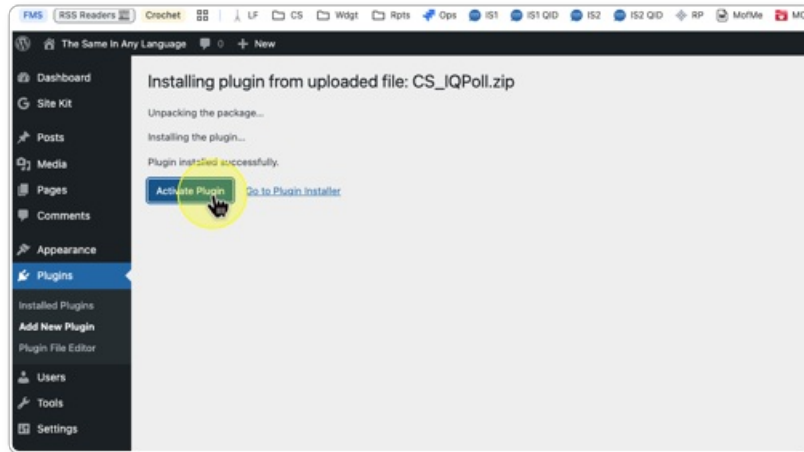 FMS RSS Readers Crochet LF CS Wdgt Rpts Ops IS1 IS1 QID IS2 IS2 QID RP MofMe
The Same In Any Language 0 + New
Dashboard
Site Kit
Posts
Media
Pages
Comments
Appearance
Plugins
Installed Plugins
Add New Plugin
Plugin File Editor
Users
Tools
Settings
Installing plugin from uploaded file: CS_IQPoll.zip
Unpacking the package...
Installing the plugin...
Plugin installed successfully.
Activate Plugin Go to Plugin Installer